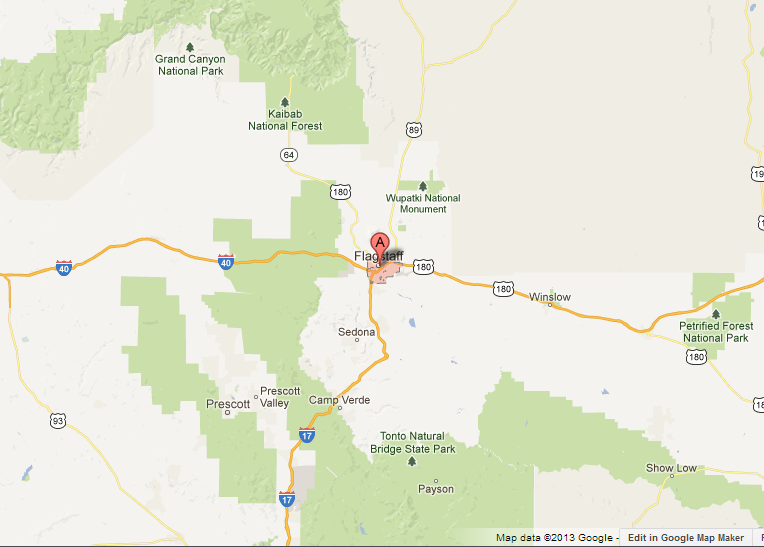 Grand Canyon
National Park
Kaibab
National Forest
89
64
180
Wupatki National
Monument
A
Flagstaff
40
40
180
180
Winslow
Petrified Forest
National Park
180
Sedona
Prescott
Valley
Prescott
Camp Verde
93
17
Tonto Natural
Bridge State Park
Show Low
Payson
17
Map data ©2013 Google -
Edit in Google Map Maker